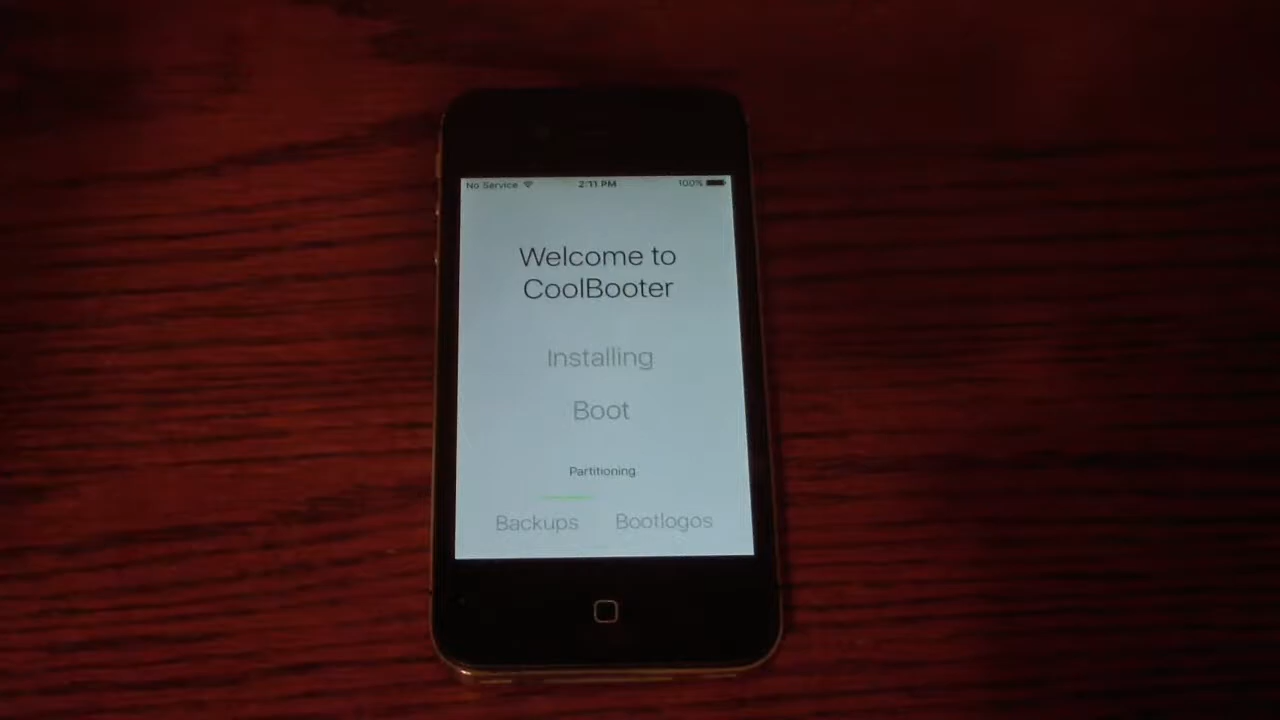 No Service 2:11 PM 100%
Welcome to
CoolBooter
Installing
Boot
Partitioning
Backups Bootlogos